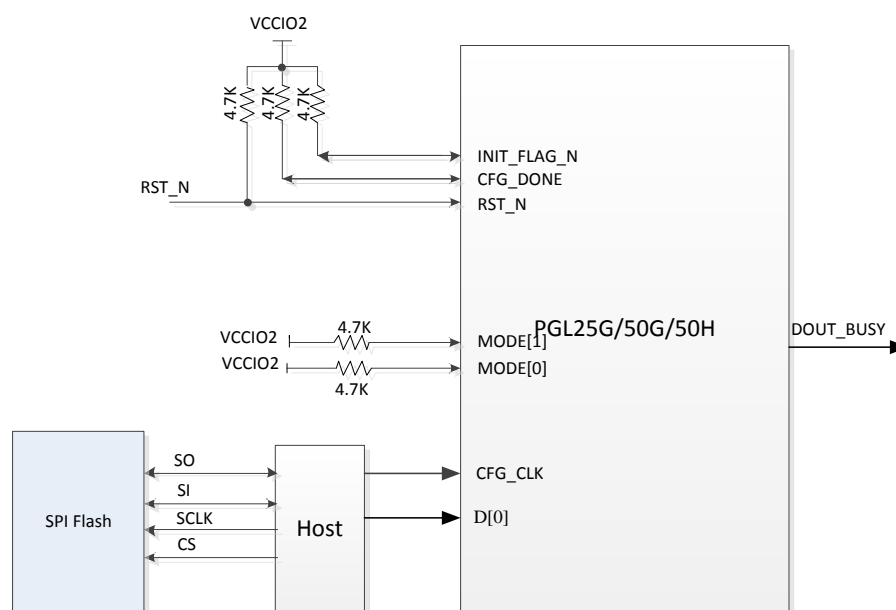 VCCIO2
4.7K
4.7K
4.7K
INIT_FLAG_N
CFG_DONE
RST_N
RST_N
PGL25G/50G/50H
DOUT_BUSY
VCCIO2
4.7K
MODE[1]
VCCIO2
4.7K
MODE[0]
SPI Flash
SO
SI
SCLK
CS
Host
CFG_CLK
D[0]